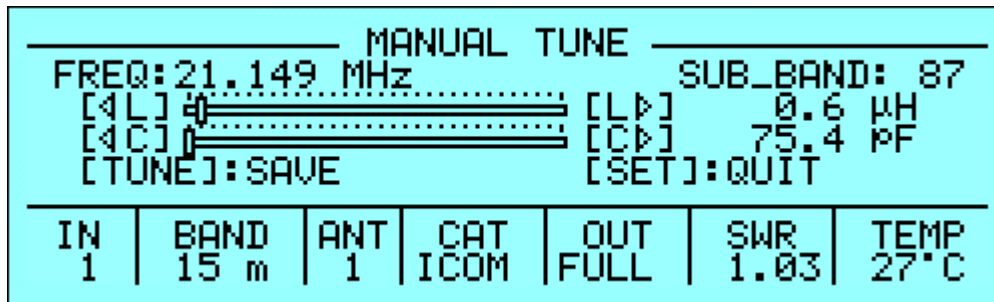 MANUAL TUNE
FREQ:21.149 MHz SUB_BAND: 87
[◁L] [L▷] 0.6 µH
[◁C] [C▷] 75.4 pF
[TUNE]:SAVE [SET]:QUIT
IN BAND ANT CAT OUT SWR TEMP
1 15 m 1 ICOM FULL 1.03 27°C